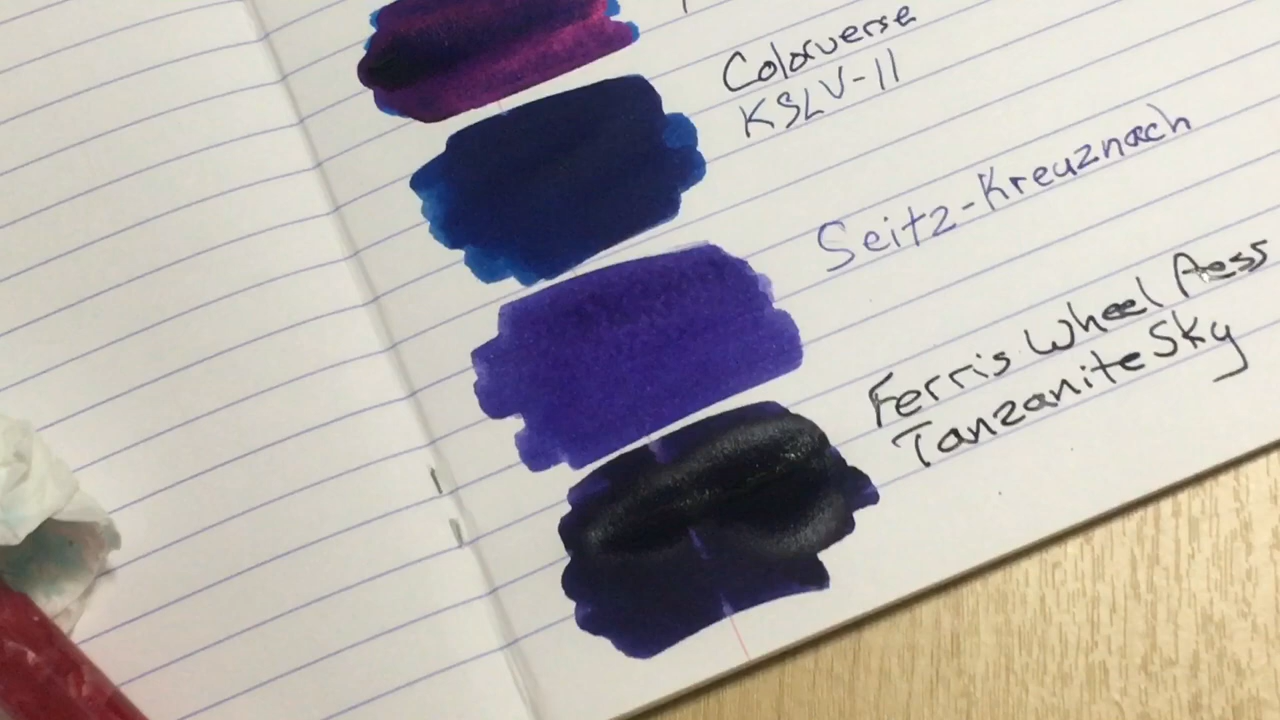 Colorverse
KSLV-II
Seitz-Kreuznach
Ferris Wheel Press
Tanzanite Sky